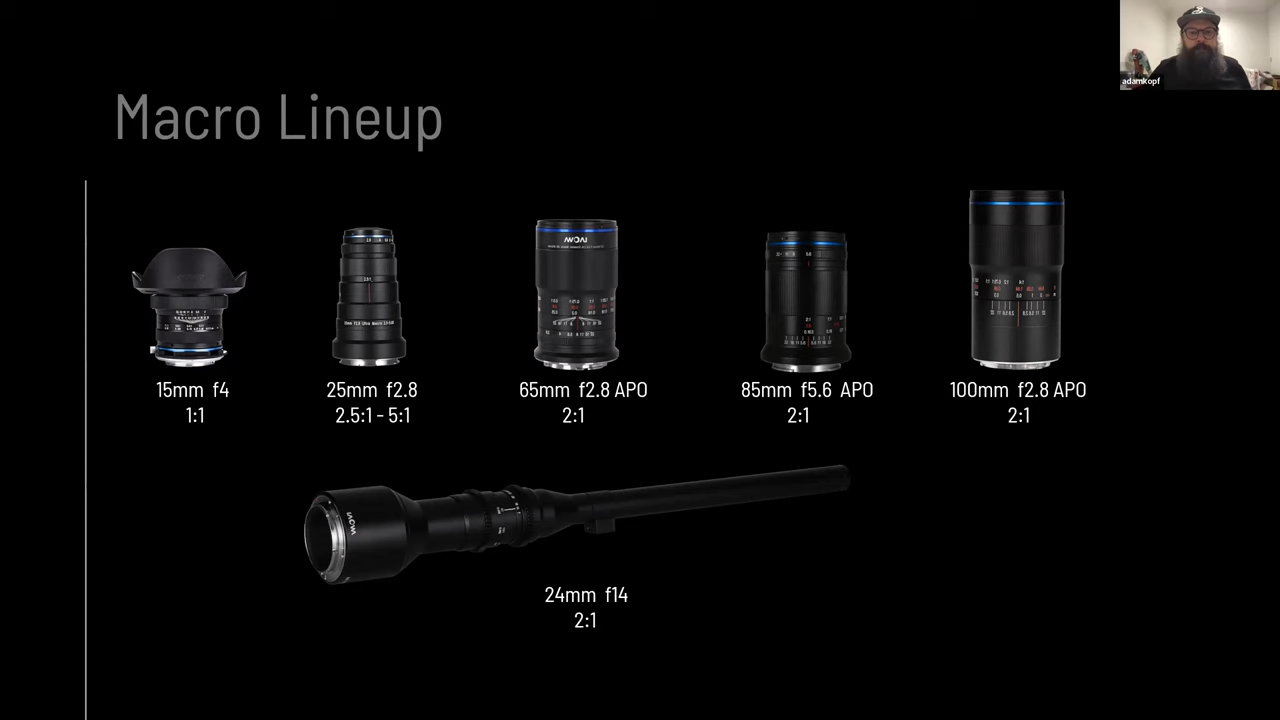 adamkopf
Macro Lineup
15mm f4
1:1
25mm f2.8
2.5:1 - 5:1
65mm f2.8 APO
2:1
85mm f5.6 APO
2:1
100mm f2.8 APO
2:1
LAOWA
24mm f14
2:1